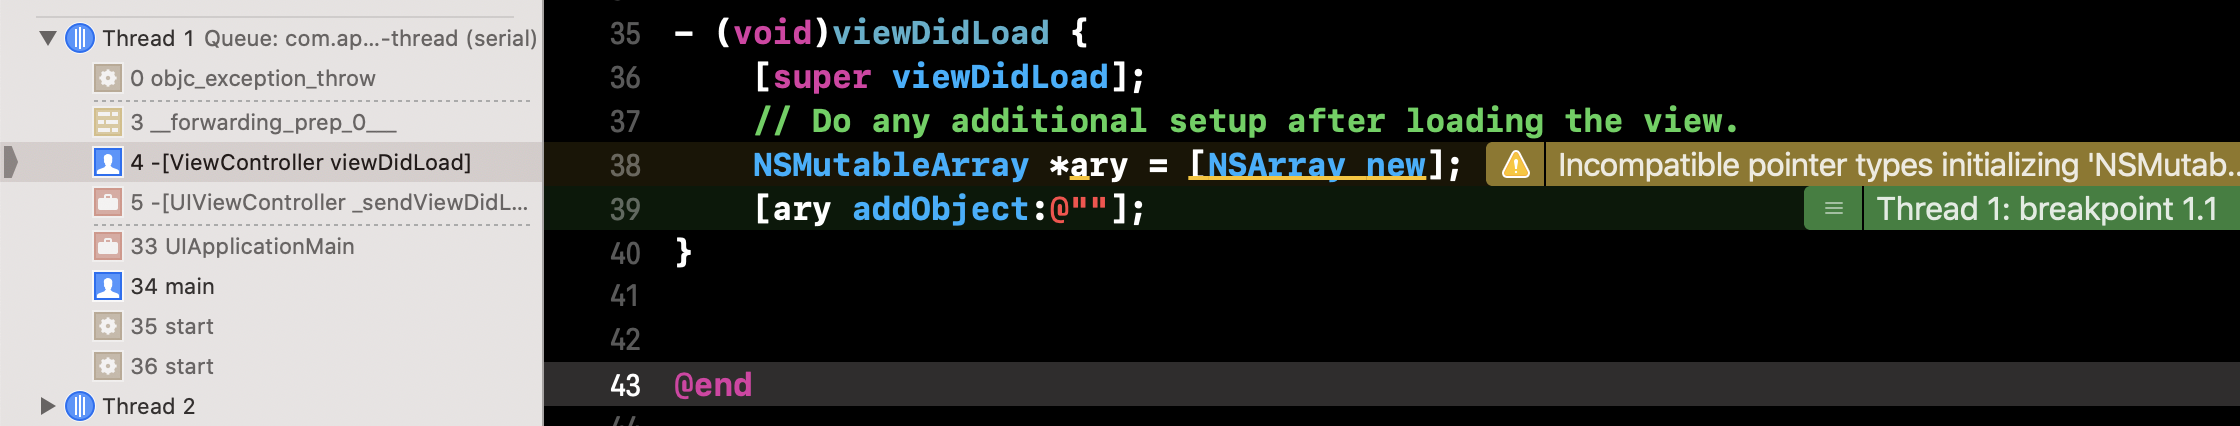 Thread 1 Queue: com.ap...-thread (serial)
0 objc_exception_throw
3 __forwarding_prep_0___
4 -[ViewController viewDidLoad]
5 -[UIViewController _sendViewDidL...
33 UIApplicationMain
34 main
35 start
36 start
Thread 2
35 - (void)viewDidLoad {
36 [super viewDidLoad];
37 // Do any additional setup after loading the view.
38 NSMutableArray *ary = [NSArray new]; Incompatible pointer types initializing 'NSMutab...
39 [ary addObject:@""]; Thread 1: breakpoint 1.1
40 }
41
42
43 @end